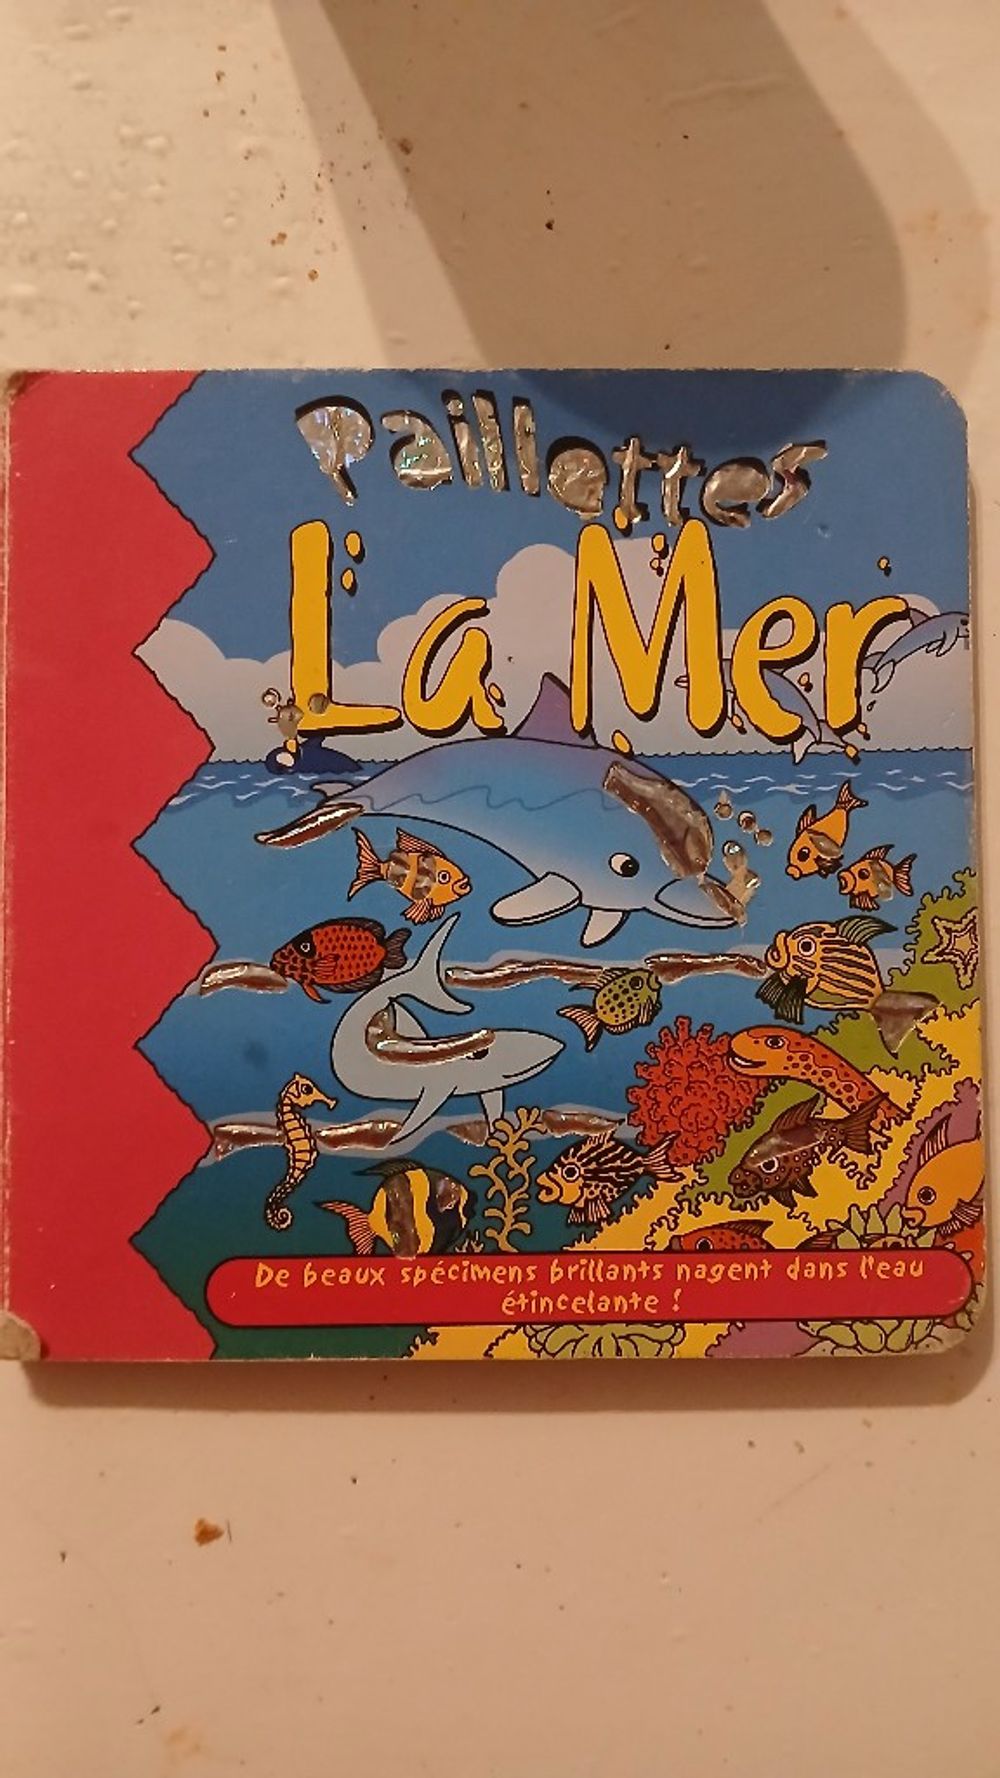 Paillettes
La Mer
De beaux spécimens brillants nagent dans l'eau
étincelante !